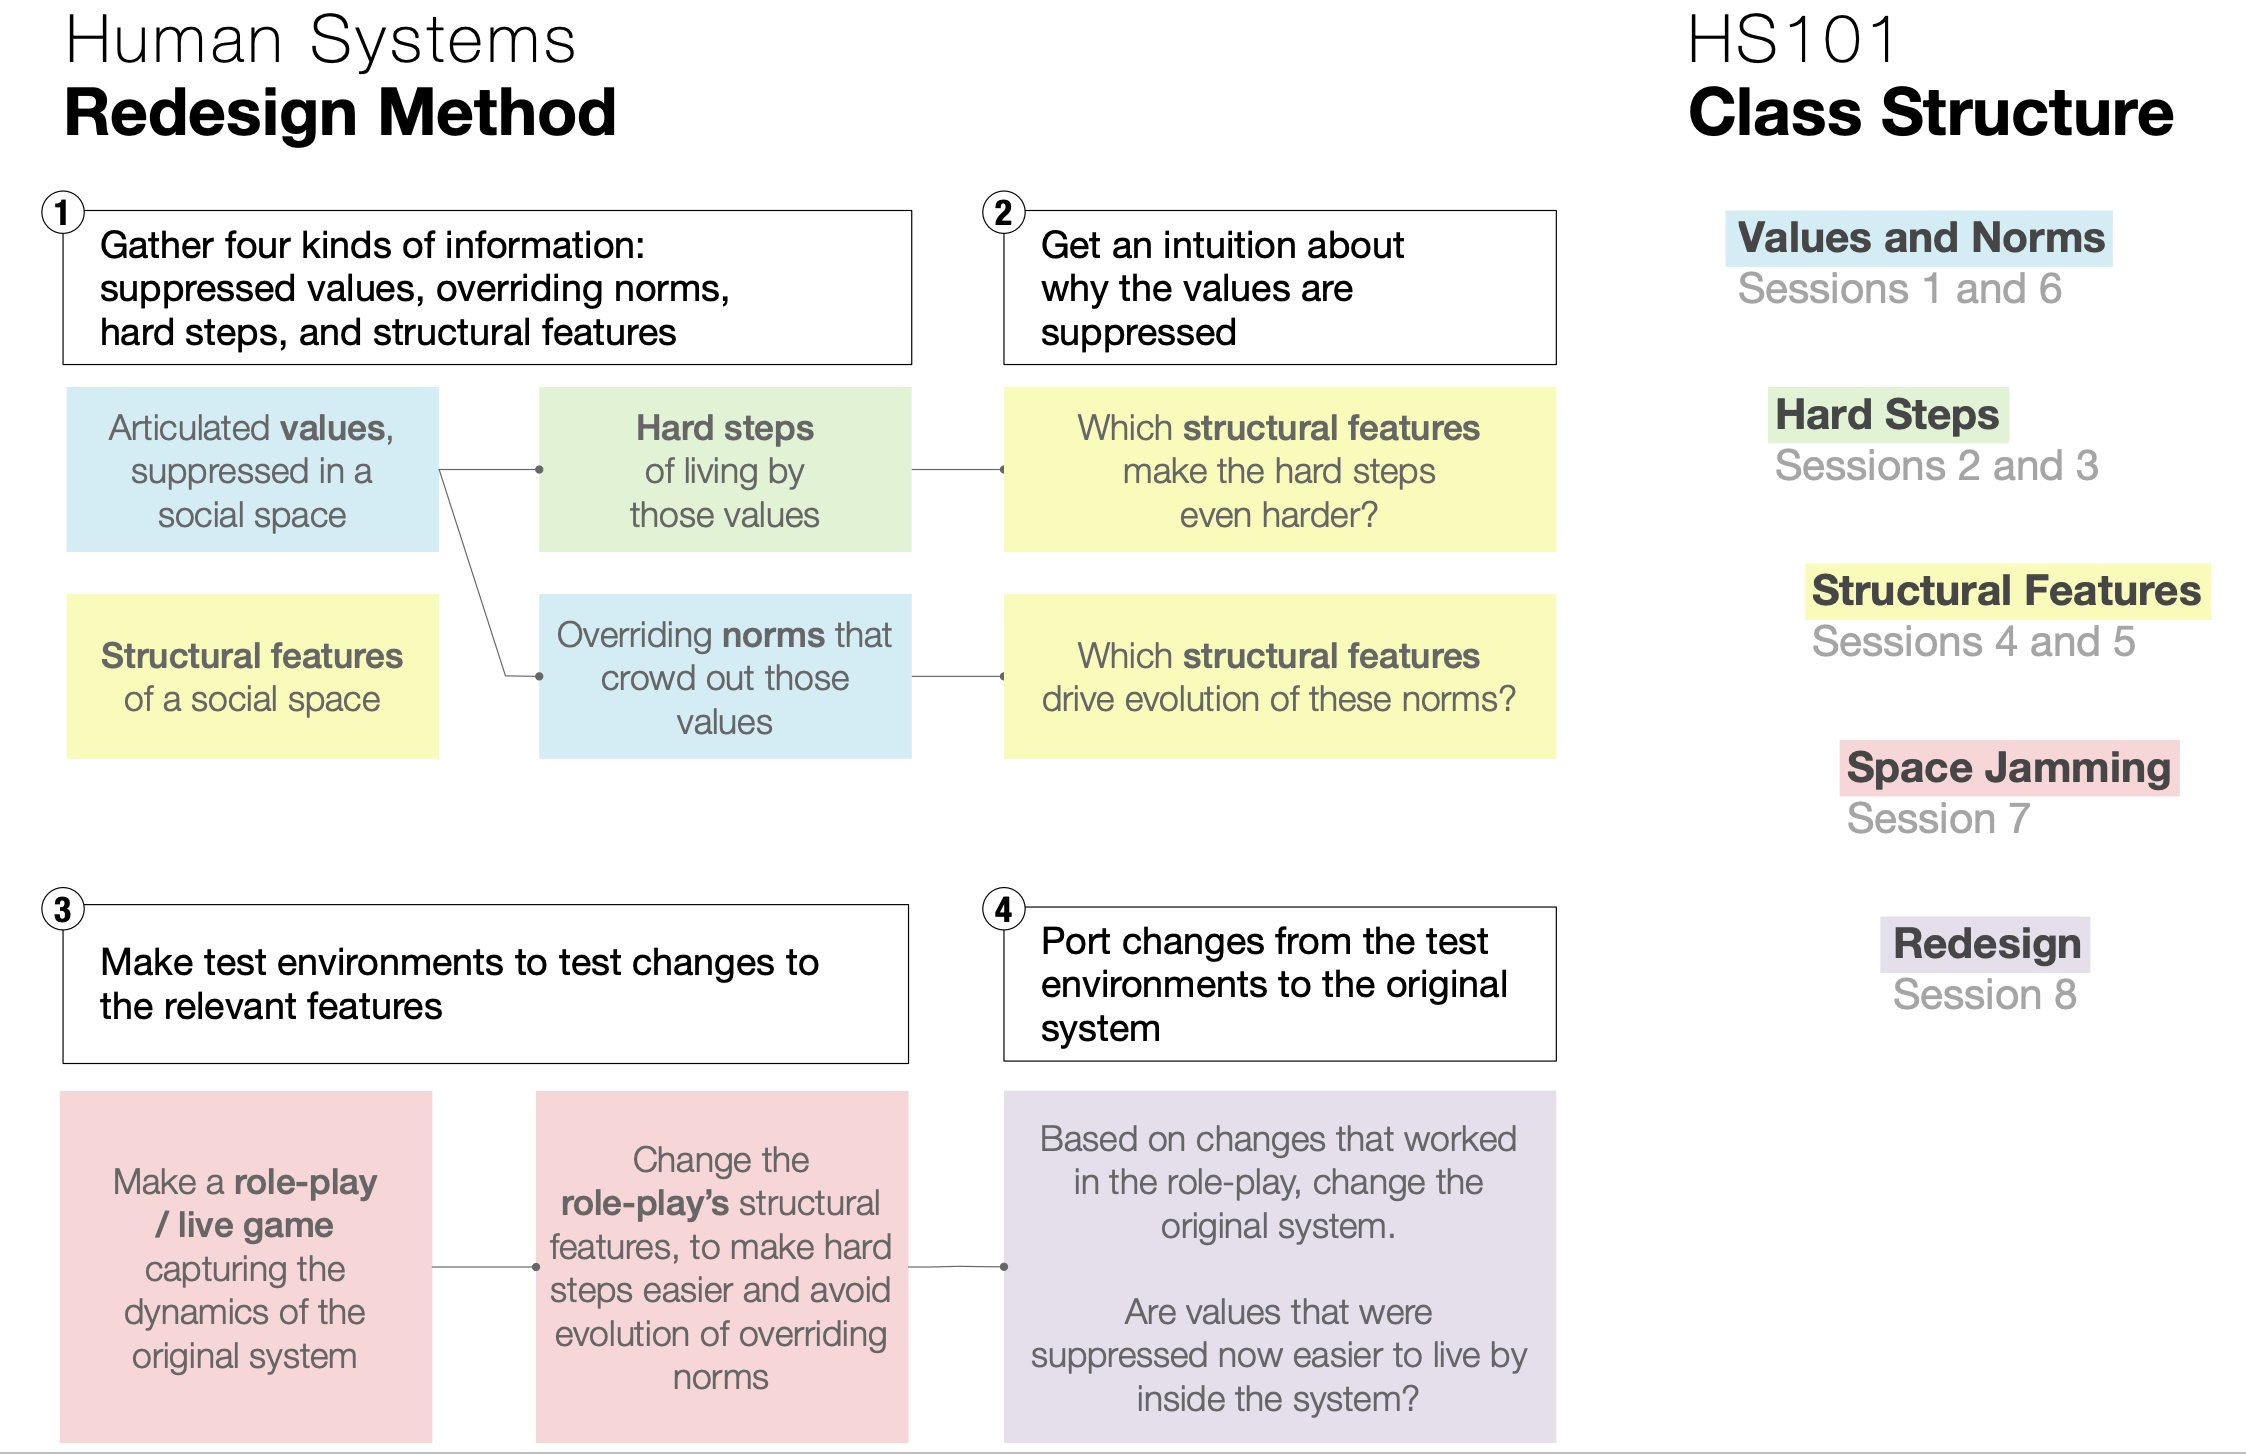 Human Systems
Redesign Method
1
Gather four kinds of information:
suppressed values, overriding norms,
hard steps, and structural features
2
Get an intuition about
why the values are
suppressed
Articulated values,
suppressed in a
social space
Hard steps
of living by
those values
Which structural features
make the hard steps
even harder?
Structural features
of a social space
Overriding norms that
crowd out those
values
Which structural features
drive evolution of these norms?
3
Make test environments to test changes to
the relevant features
4
Port changes from the test
environments to the original
system
Make a role-play
/ live game
capturing the
dynamics of the
original system
Change the
role-play’s structural
features, to make hard
steps easier and avoid
evolution of overriding
norms
Based on changes that worked
in the role-play, change the
original system.
Are values that were
suppressed now easier to live by
inside the system?
HS101
Class Structure
Values and Norms
Sessions 1 and 6
Hard Steps
Sessions 2 and 3
Structural Features
Sessions 4 and 5
Space Jamming
Session 7
Redesign
Session 8